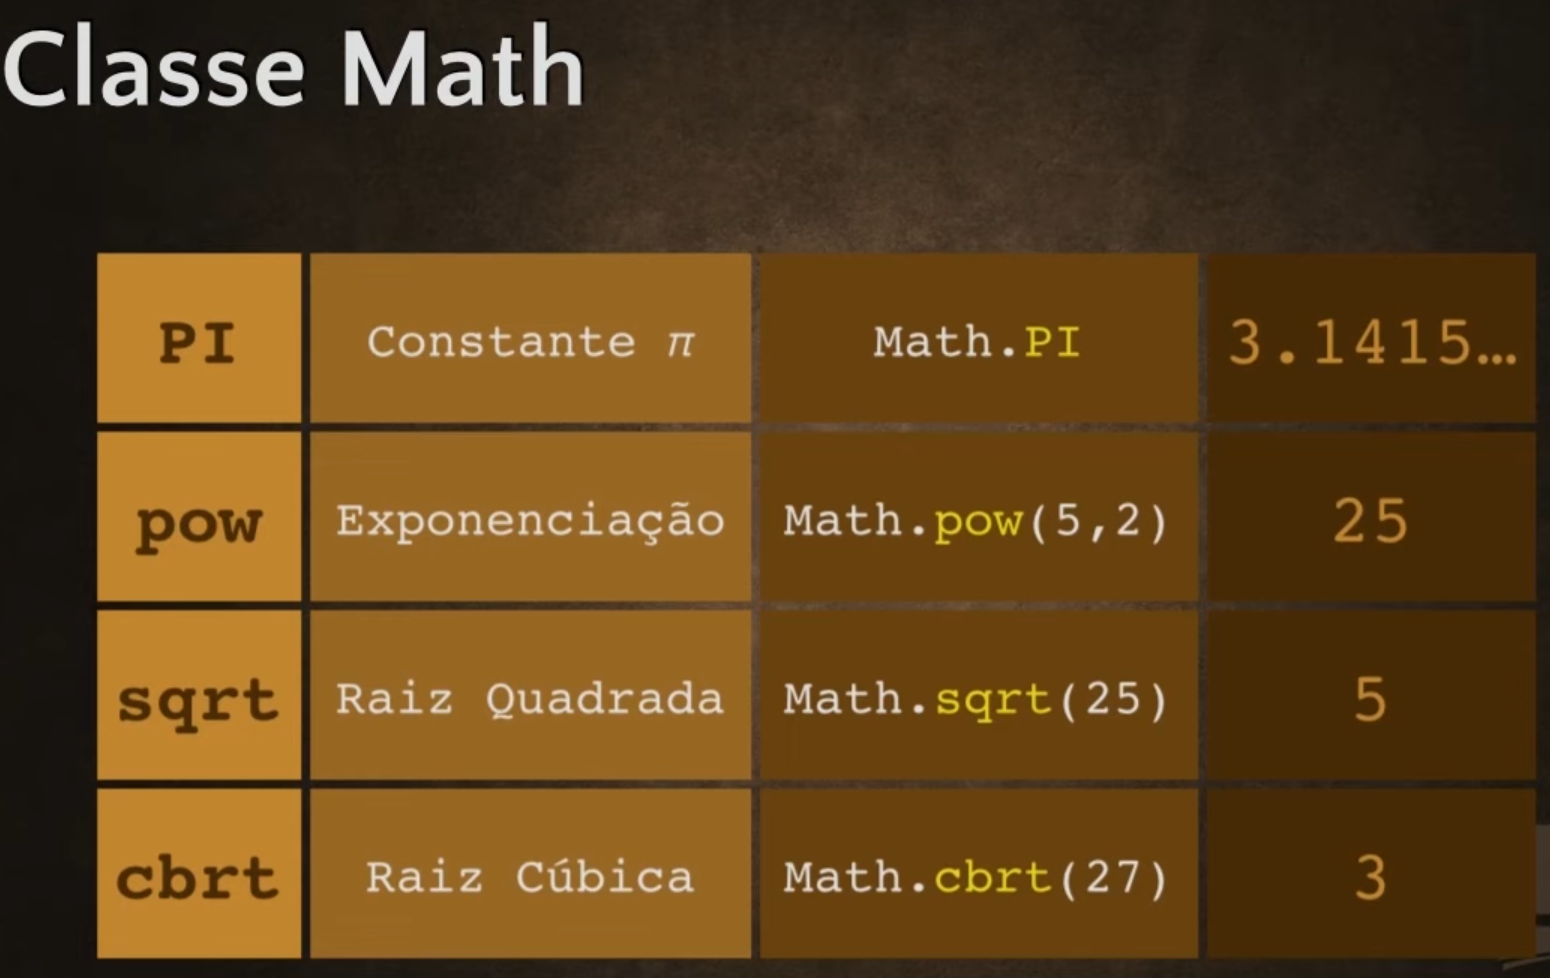 Classe Math
PI Constante π Math.PI 3.1415…
pow Exponenciação Math.pow(5,2) 25
sqrt Raiz Quadrada Math.sqrt(25) 5
cbrt Raiz Cúbica Math.cbrt(27) 3